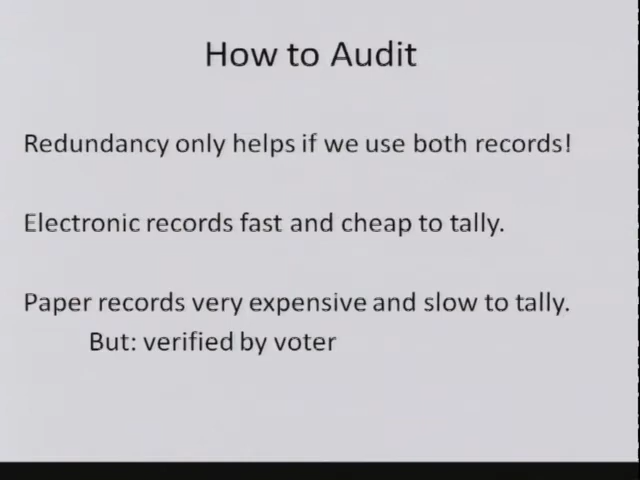 How to Audit
Redundancy only helps if we use both records!
Electronic records fast and cheap to tally.
Paper records very expensive and slow to tally.
But: verified by voter